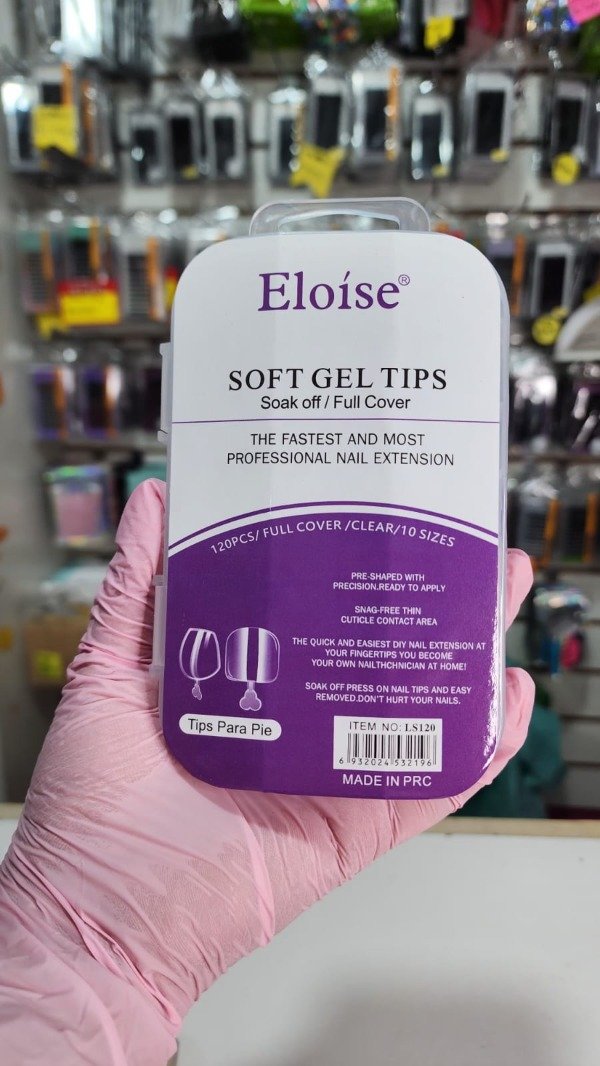 Eloíse®
SOFT GEL TIPS
Soak off / Full Cover
THE FASTEST AND MOST
PROFESSIONAL NAIL EXTENSION
120PCS/ FULL COVER /CLEAR/10 SIZES
PRE-SHAPED WITH
PRECISION.READY TO APPLY
SNAG-FREE THIN
CUTICLE CONTACT AREA
THE QUICK AND EASIEST DIY NAIL EXTENSION AT
YOUR FINGERTIPS YOU BECOME
YOUR OWN NAILTHCHNICIAN AT HOME!
SOAK OFF PRESS ON NAIL TIPS AND EASY
REMOVED.DON'T HURT YOUR NAILS.
Tips Para Pie
ITEM NO: LS120
6 932024 532196
MADE IN PRC